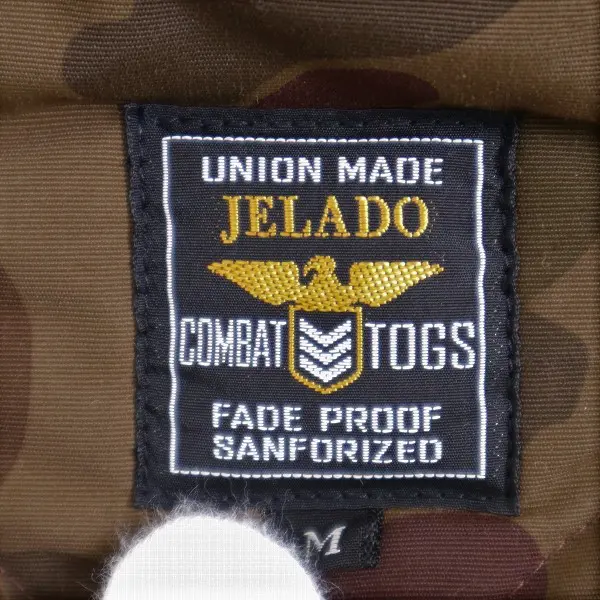 UNION MADE
JELADO
COMBAT TOGS
FADE PROOF
SANFORIZED
M